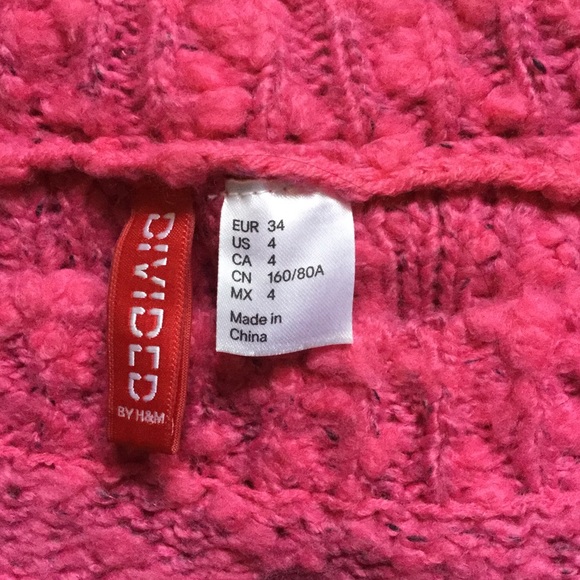 DIVIDED
BY H&M
EUR 34
US 4
CA 4
CN 160/80A
MX 4
Made in
China